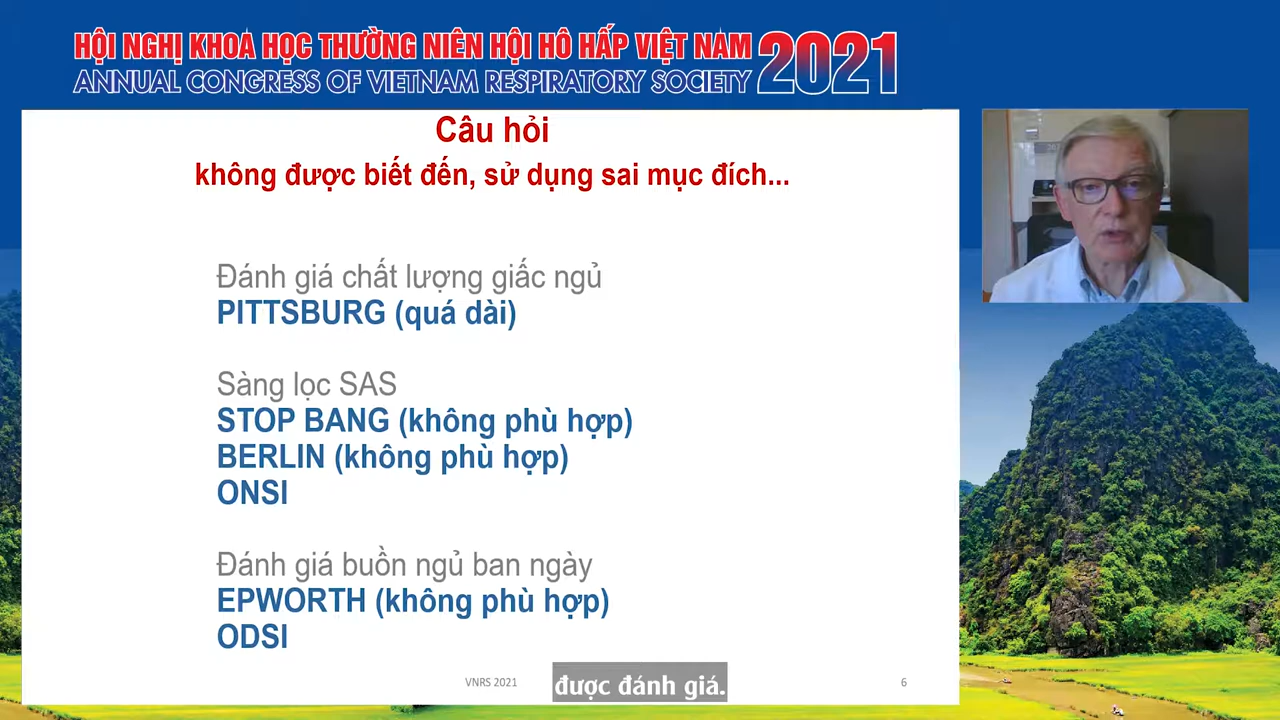 HỘI NGHỊ KHOA HỌC THƯỜNG NIÊN HỘI HÔ HẤP VIỆT NAM 2021
ANNUAL CONGRESS OF VIETNAM RESPIRATORY SOCIETY
Câu hỏi
không được biết đến, sử dụng sai mục đích...
Đánh giá chất lượng giấc ngủ
PITTSBURG (quá dài)
Sàng lọc SAS
STOP BANG (không phù hợp)
BERLIN (không phù hợp)
ONSI
Đánh giá buồn ngủ ban ngày
EPWORTH (không phù hợp)
ODSI
VNRS 2021
được đánh giá.
6